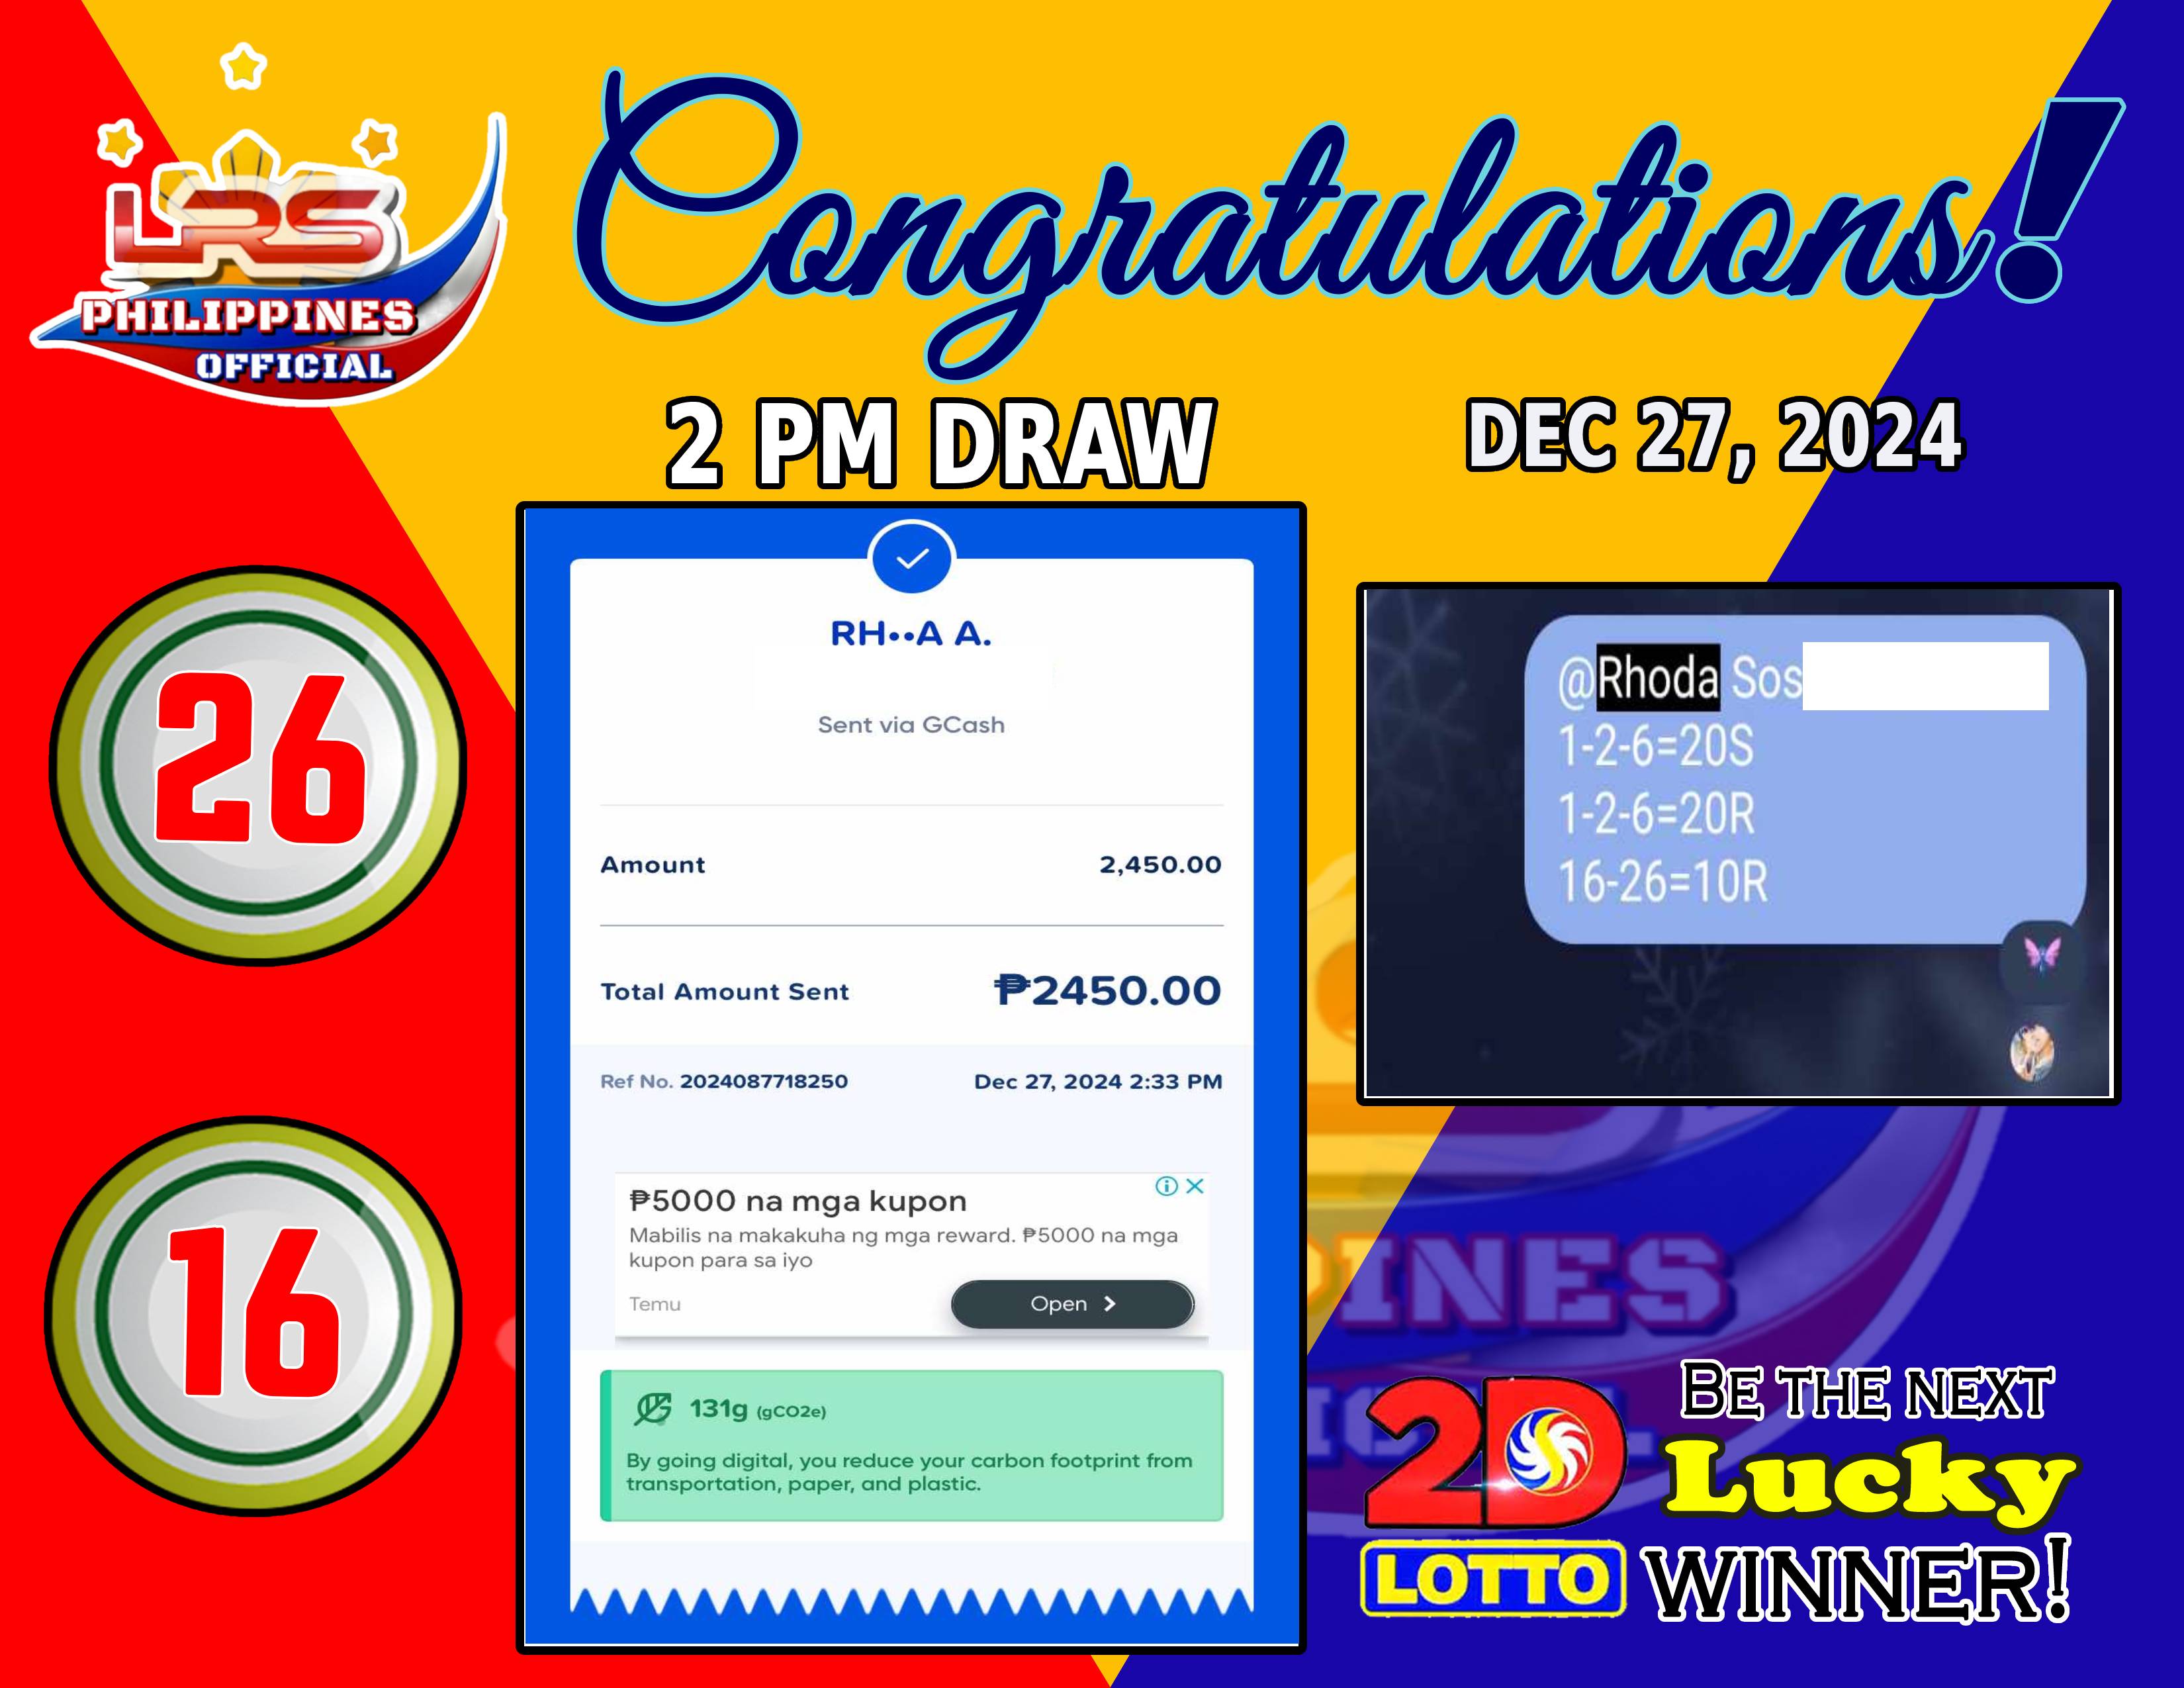 LRS
PHILIPPINES
OFFICIAL
Congratulations!
2 PM DRAW
DEC 27, 2024
26
16
RH••A A.
Sent via GCash
Amount 2,450.00
Total Amount Sent ₱2450.00
Ref No. 2024087718250 Dec 27, 2024 2:33 PM
₱5000 na mga kupon
Mabilis na makakuha ng mga reward. ₱5000 na mga
kupon para sa iyo
Temu
Open
131g (gCO2e)
By going digital, you reduce your carbon footprint from
transportation, paper, and plastic.
@Rhoda Sos
1-2-6=20S
1-2-6=20R
16-26=10R
PINES
2D
LOTTO
BE THE NEXT
Lucky
WINNER!